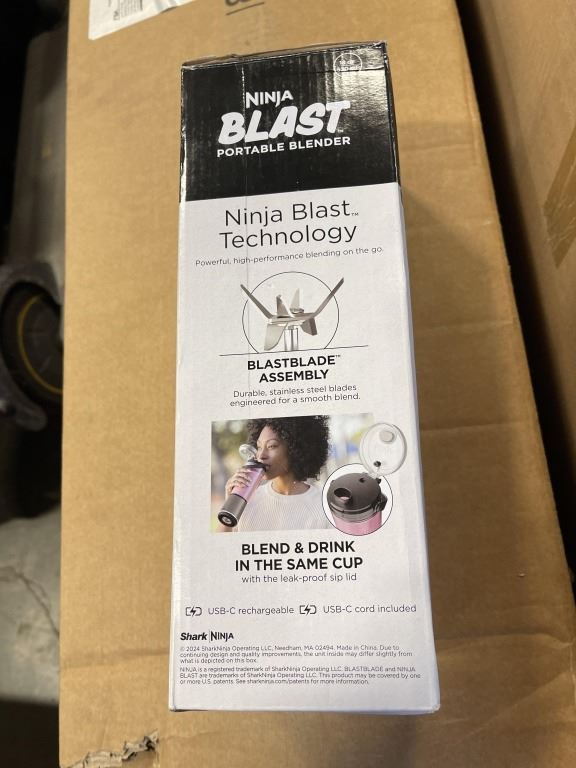 NINJA
BLAST™
PORTABLE BLENDER
Ninja Blast™
Technology
Powerful, high-performance blending on the go.
BLASTBLADE™
ASSEMBLY
Durable, stainless steel blades
engineered for a smooth blend.
BLEND & DRINK
IN THE SAME CUP
with the leak-proof sip lid
USB-C rechargeable USB-C cord included
Shark NINJA
© 2024 SharkNinja Operating LLC, Needham, MA 02494. Made in China. Due to
continuing design and quality improvements, the unit inside may differ slightly from
what is depicted on this box.
NINJA is a registered trademark of SharkNinja Operating LLC. BLASTBLADE and NINJA
BLAST are trademarks of SharkNinja Operating LLC. This product may be covered by one
or more U.S. patents. See sharkninja.com/patents for more information.